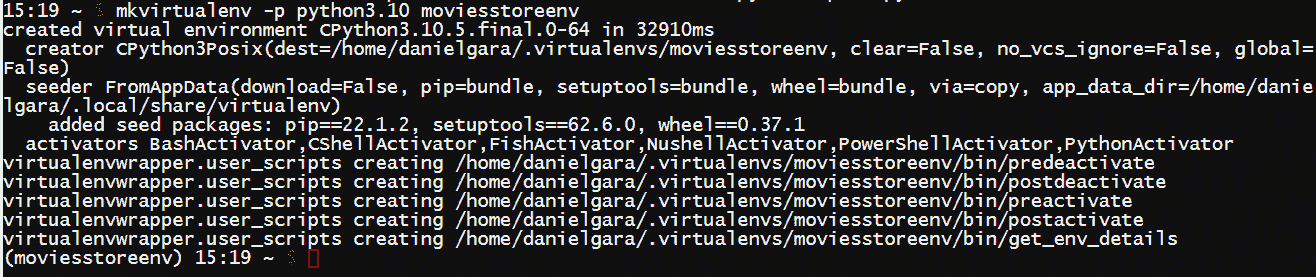 15:19 ~ $ mkvirtualenv -p python3.10 moviesstoreenv
created virtual environment CPython3.10.5.final.0-64 in 32910ms
  creator CPython3Posix(dest=/home/danielgara/.virtualenvs/moviesstoreenv, clear=False, no_vcs_ignore=False, global=
False)
  seeder FromAppData(download=False, pip=bundle, setuptools=bundle, wheel=bundle, via=copy, app_data_dir=/home/danie
lgara/.local/share/virtualenv)
    added seed packages: pip==22.1.2, setuptools==62.6.0, wheel==0.37.1
  activators BashActivator,CShellActivator,FishActivator,NushellActivator,PowerShellActivator,PythonActivator
virtualenvwrapper.user_scripts creating /home/danielgara/.virtualenvs/moviesstoreenv/bin/predeactivate
virtualenvwrapper.user_scripts creating /home/danielgara/.virtualenvs/moviesstoreenv/bin/postdeactivate
virtualenvwrapper.user_scripts creating /home/danielgara/.virtualenvs/moviesstoreenv/bin/preactivate
virtualenvwrapper.user_scripts creating /home/danielgara/.virtualenvs/moviesstoreenv/bin/postactivate
virtualenvwrapper.user_scripts creating /home/danielgara/.virtualenvs/moviesstoreenv/bin/get_env_details
(moviesstoreenv) 15:19 ~ $